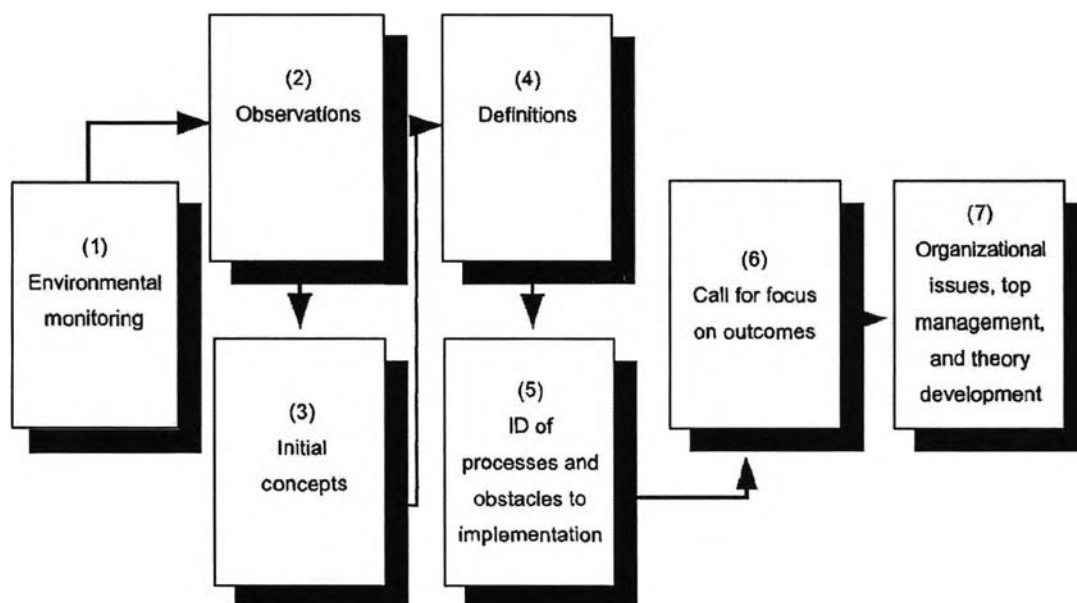 (1)
Environmental
monitoring
(2)
Observations
(3)
Initial
concepts
(4)
Definitions
(5)
ID of
processes and
obstacles to
implementation
(6)
Call for focus
on outcomes
(7)
Organizational
issues, top
management,
and theory
development